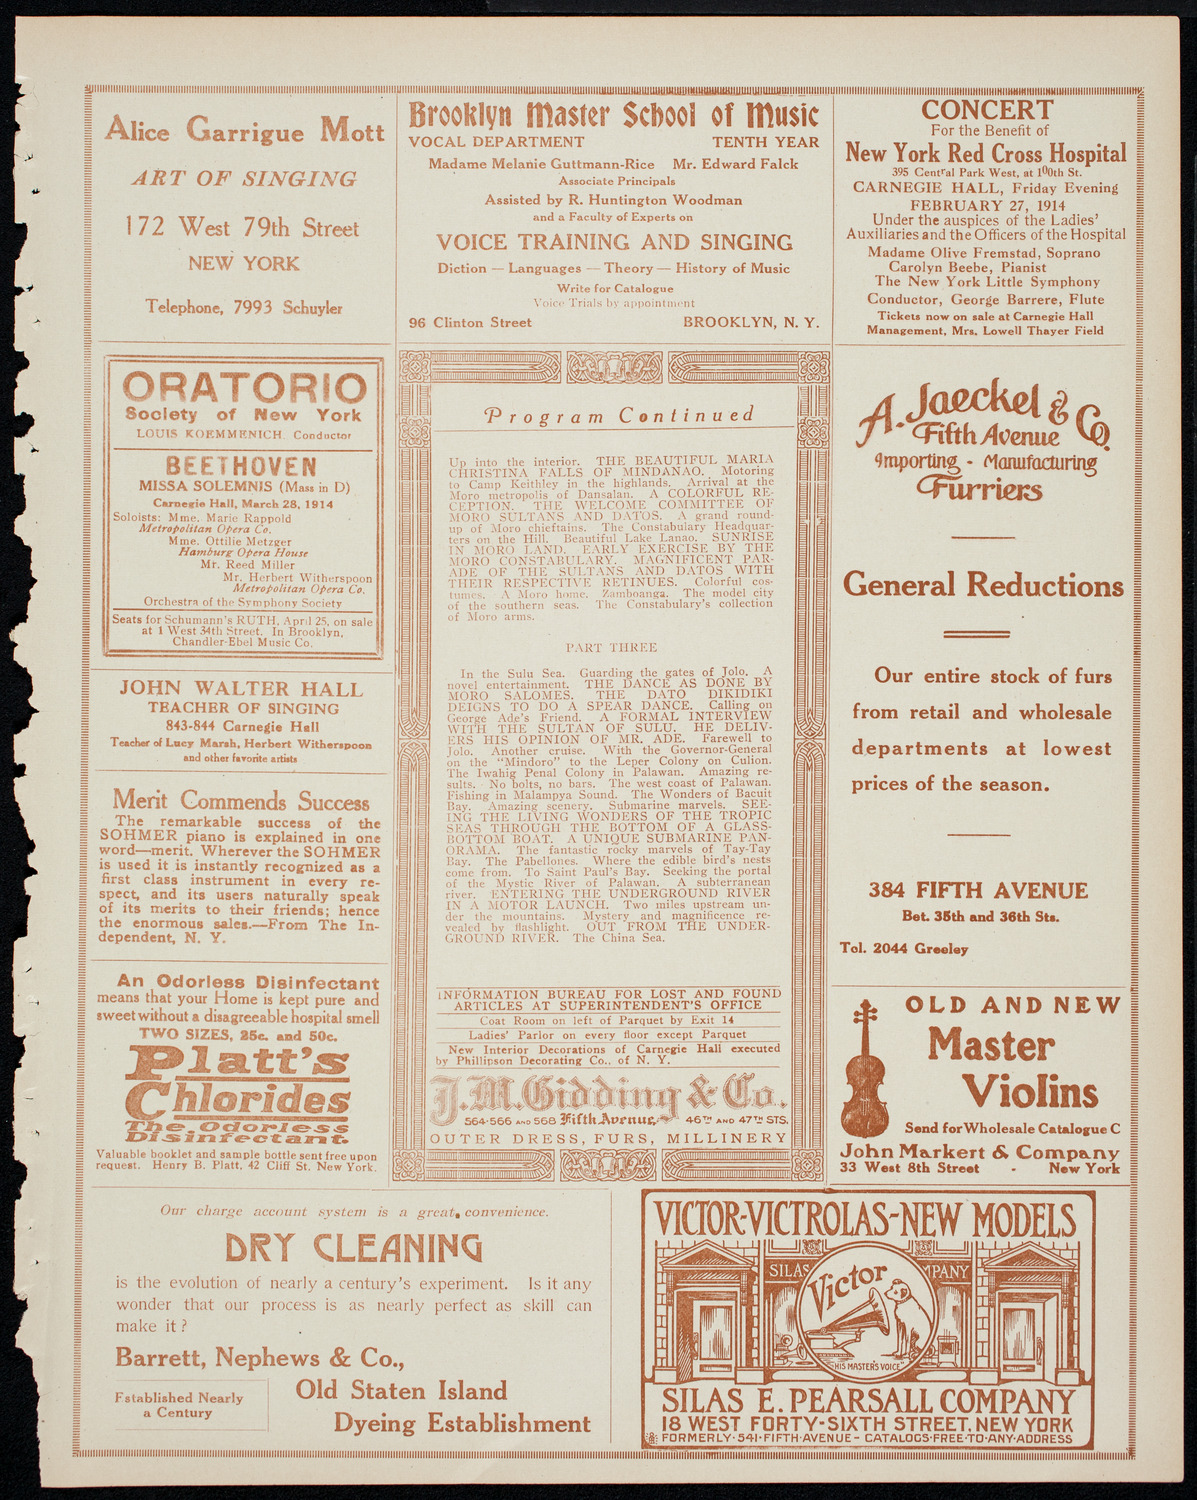 Alice Garrigue Mott
ART OF SINGING
172 West 79th Street
NEW YORK
Telephone, 7993 Schuyler
Brooklyn Master School of Music
VOCAL DEPARTMENT TENTH YEAR
Madame Melanie Guttmann-Rice Mr. Edward Falck
Associate Principals
Assisted by R. Huntington Woodman
and a Faculty of Experts on
VOICE TRAINING AND SINGING
Diction — Languages — Theory — History of Music
Write for Catalogue
Voice Trials by appointment
96 Clinton Street BROOKLYN, N. Y.
CONCERT
For the Benefit of
New York Red Cross Hospital
395 Central Park West, at 100th St.
CARNEGIE HALL, Friday Evening
FEBRUARY 27, 1914
Under the auspices of the Ladies'
Auxiliaries and the Officers of the Hospital
Madame Olive Fremstad, Soprano
Carolyn Beebe, Pianist
The New York Little Symphony
Conductor, George Barrere, Flute
Tickets now on sale at Carnegie Hall
Management, Mrs. Lowell Thayer Field
ORATORIO
Society of New York
LOUIS KOEMMENICH, Conductor
BEETHOVEN
MISSA SOLEMNIS (Mass in D)
Carnegie Hall, March 28, 1914
Soloists: Mme. Marie Rappold
Metropolitan Opera Co.
Mme. Ottilie Metzger
Hamburg Opera House
Mr. Reed Miller
Mr. Herbert Witherspoon
Metropolitan Opera Co.
Orchestra of the Symphony Society
Seats for Schumann's RUTH, April 25, on sale
at 1 West 34th Street. In Brooklyn,
Chandler-Ebel Music Co.
JOHN WALTER HALL
TEACHER OF SINGING
843-844 Carnegie Hall
Teacher of Lucy Marsh, Herbert Witherspoon
and other favorite artists
Merit Commends Success
The remarkable success of the
SOHMER piano is explained in one
word—merit. Wherever the SOHMER
is used it is instantly recognized as a
first class instrument in every re-
spect, and its users naturally speak
of its merits to their friends; hence
the enormous sales.—From The In-
dependent, N. Y.
An Odorless Disinfectant
means that your Home is kept pure and
sweet without a disagreeable hospital smell
TWO SIZES, 25c. and 50c.
Platt's
Chlorides
The Odorless
Disinfectant.
Valuable booklet and sample bottle sent free upon
request. Henry B. Platt, 42 Cliff St. New York.
Program Continued
Up into the interior. THE BEAUTIFUL MARIA
CHRISTINA FALLS OF MINDANAO. Motoring
to Camp Keithley in the highlands. Arrival at the
Moro metropolis of Dansalan. A COLORFUL RE-
CEPTION. THE WELCOME COMMITTEE OF
MORO SULTANS AND DATOS. A grand round-
up of Moro chieftains. The Constabulary Headquar-
ters on the Hill. Beautiful Lake Lanao. SUNRISE
IN MORO LAND. EARLY EXERCISE BY THE
MORO CONSTABULARY. MAGNIFICENT PAR-
ADE OF THE SULTANS AND DATOS WITH
THEIR RESPECTIVE RETINUES. Colorful cos-
tumes. A Moro home. Zamboanga. The model city
of the southern seas. The Constabulary's collection
of Moro arms.
PART THREE
In the Sulu Sea. Guarding the gates of Jolo. A
novel entertainment. THE DANCE AS DONE BY
MORO SALOMES. THE DATO DIKIDIKI
DEIGNS TO DO A SPEAR DANCE. Calling on
George Ade's Friend. A FORMAL INTERVIEW
WITH THE SULTAN OF SULU. HE DELIV-
ERS HIS OPINION OF MR. ADE. Farewell to
Jolo. Another cruise. With the Governor-General
on the "Mindoro" to the Leper Colony on Culion.
The Iwahig Penal Colony in Palawan. Amazing re-
sults. No bolts, no bars. The west coast of Palawan.
Fishing in Malampya Sound. The Wonders of Bacuit
Bay. Amazing scenery. Submarine marvels. SEE-
ING THE LIVING WONDERS OF THE TROPIC
SEAS THROUGH THE BOTTOM OF A GLASS-
BOTTOM BOAT. A UNIQUE SUBMARINE PAN-
ORAMA. The fantastic rocky marvels of Tay-Tay
Bay. The Pabellones. Where the edible bird's nests
come from. To Saint Paul's Bay. Seeking the portal
of the Mystic River of Palawan. A subterranean
river. ENTERING THE UNDERGROUND RIVER
IN A MOTOR LAUNCH. Two miles upstream un-
der the mountains. Mystery and magnificence re-
vealed by flashlight. OUT FROM THE UNDER-
GROUND RIVER. The China Sea.
INFORMATION BUREAU FOR LOST AND FOUND
ARTICLES AT SUPERINTENDENT'S OFFICE
Coat Room on left of Parquet by Exit 14
Ladies' Parlor on every floor except Parquet
New Interior Decorations of Carnegie Hall executed
by Phillipson Decorating Co., of N. Y.
J. M. Gidding & Co.
564-566 AND 568 Fifth Avenue, 46TH AND 47TH STS.
OUTER DRESS, FURS, MILLINERY
A. Jaeckel & Co.
Fifth Avenue
Importing - Manufacturing
Furriers
General Reductions
Our entire stock of furs
from retail and wholesale
departments at lowest
prices of the season.
384 FIFTH AVENUE
Bet. 35th and 36th Sts.
Tel. 2044 Greeley
OLD AND NEW
Master
Violins
Send for Wholesale Catalogue C
John Markert & Company
33 West 8th Street - New York
Our charge account system is a great convenience.
DRY CLEANING
is the evolution of nearly a century's experiment. Is it any
wonder that our process is as nearly perfect as skill can
make it?
Barrett, Nephews & Co.,
Old Staten Island
Dyeing Establishment
Established Nearly
a Century
VICTOR-VICTROLAS-NEW MODELS
SILAS MPANY
Victor
"HIS MASTER'S VOICE"
SILAS E. PEARSALL COMPANY
18 WEST FORTY-SIXTH STREET, NEW YORK
FORMERLY·541·FIFTH·AVENUE - CATALOGS·FREE·TO·ANY·ADDRESS